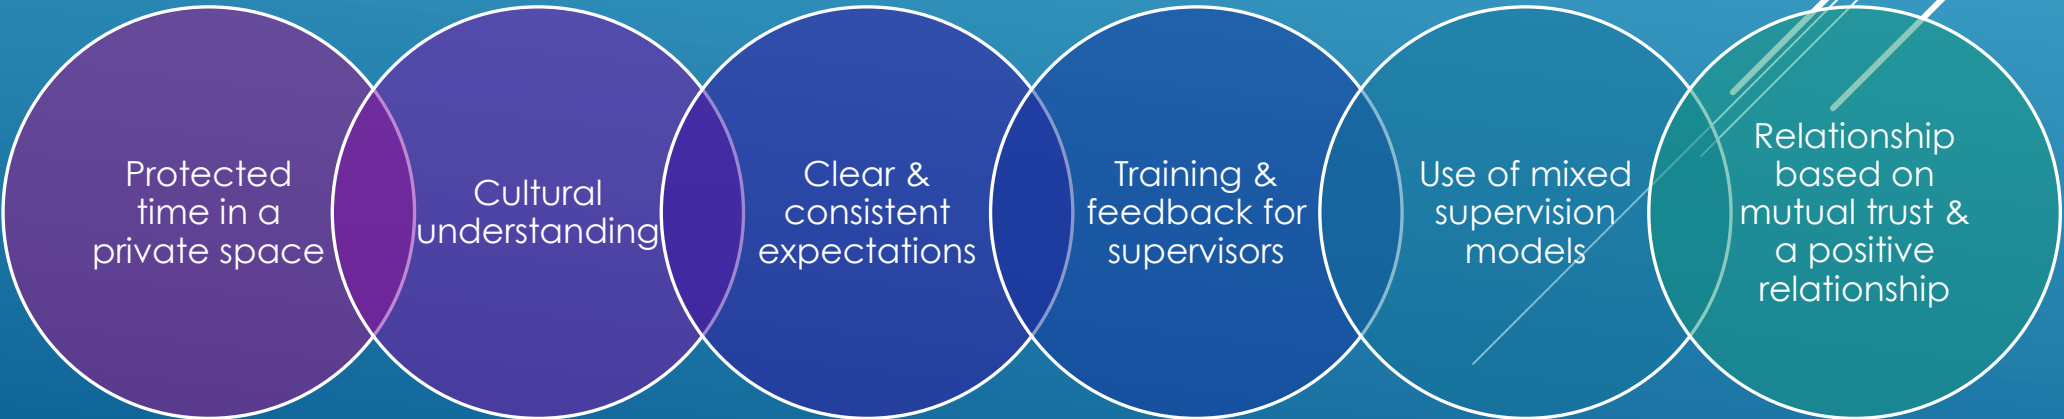 Protected
time in a
private space
Cultural
understanding
Clear &
consistent
expectations
Training &
feedback for
supervisors
Use of mixed
supervision
models
Relationship
based on
mutual trust &
a positive
relationship